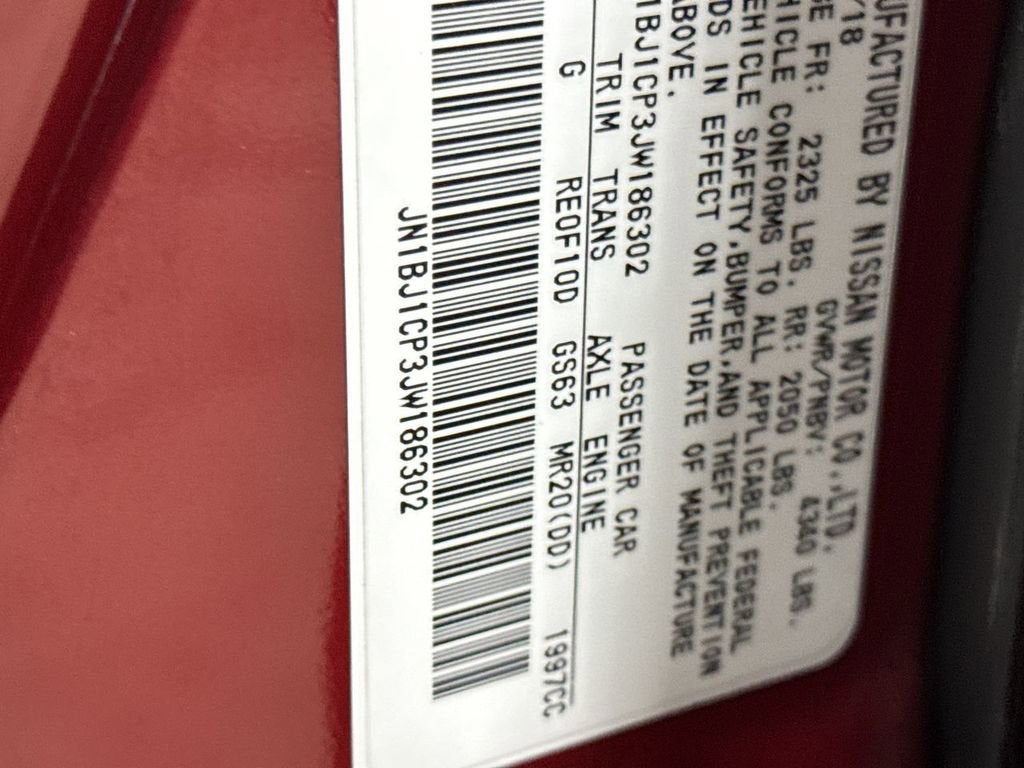 UFACTURED BY NISSAN MOTOR CO.,LTD.
/18 GVWR/PNBV: 4340 LBS.
FR: 2325 LBS. RR: 2050 LBS.
HICLE CONFORMS TO ALL APPLICABLE FEDERAL
EHICLE SAFETY,BUMPER,AND THEFT PREVENTION
DS IN EFFECT ON THE DATE OF MANUFACTURE
ABOVE.
1BJ1CP3JW186302 PASSENGER CAR
TRIM TRANS AXLE ENGINE
G RE0F10D GS63 MR20(DD) 1997CC
JN1BJ1CP3JW186302